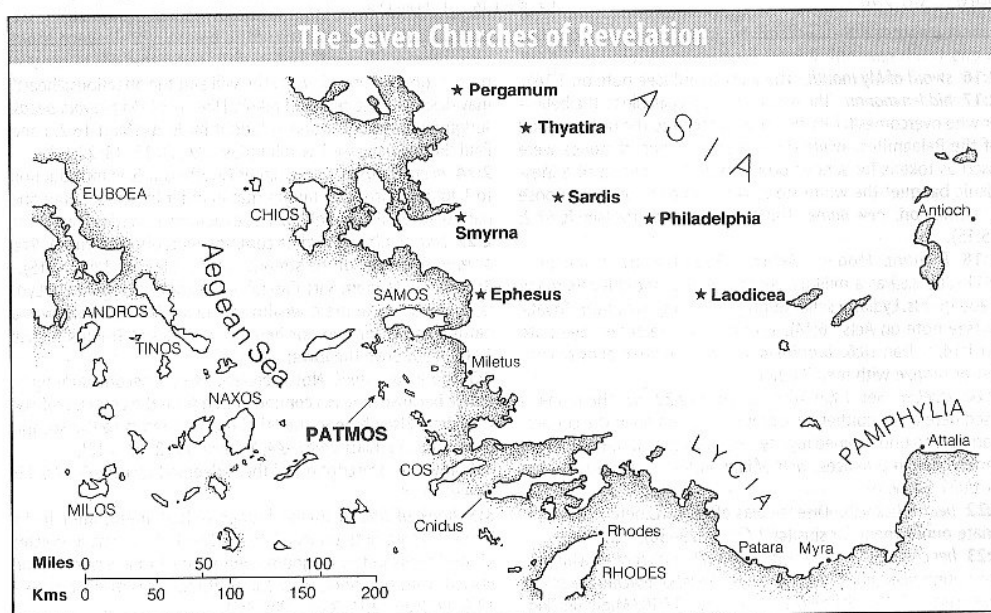 The Seven Churches of Revelation
Pergamum
ASIA
Thyatira
EUBOEA
CHIOS
Sardis
Smyrna
Philadelphia
Antioch
Aegean Sea
ANDROS
SAMOS
Ephesus
Laodicea
TINOS
Miletus
NAXOS
PATMOS
LYCIA
PAMPHYLIA
COS
Attalia
MILOS
Cnidus
Rhodes
Patara
Myra
RHODES
Miles 0 50 100
Kms 0 50 100 150 200